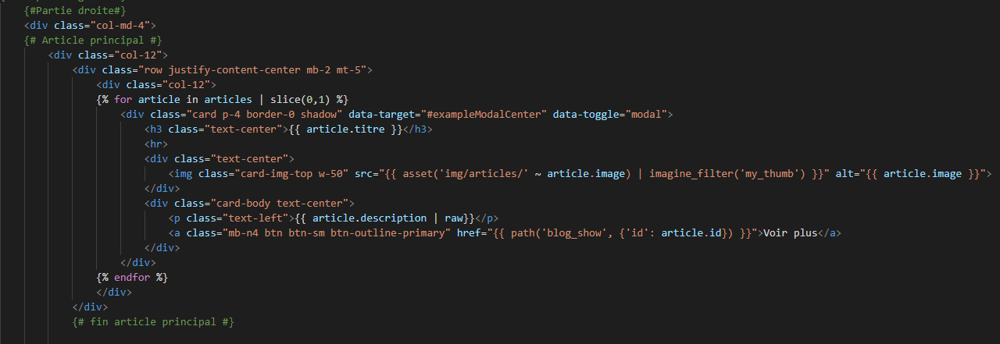 {#Partie droite#}
<div class="col-md-4">
{# Article principal #}
<div class="col-12">
<div class="row justify-content-center mb-2 mt-5">
<div class="col-12">
{% for article in articles | slice(0,1) %}
<div class="card p-4 border-0 shadow" data-target="#exampleModalCenter" data-toggle="modal">
<h3 class="text-center">{{ article.titre }}</h3>
<hr>
<div class="text-center">
<img class="card-img-top w-50" src="{{ asset('img/articles/' ~ article.image) | imagine_filter('my_thumb') }}" alt="{{ article.image }}">
</div>
<div class="card-body text-center">
<p class="text-left">{{ article.description | raw}}</p>
<a class="mb-n4 btn btn-sm btn-outline-primary" href="{{ path('blog_show', {'id': article.id}) }}">Voir plus</a>
</div>
</div>
{% endfor %}
</div>
</div>
{# fin article principal #}